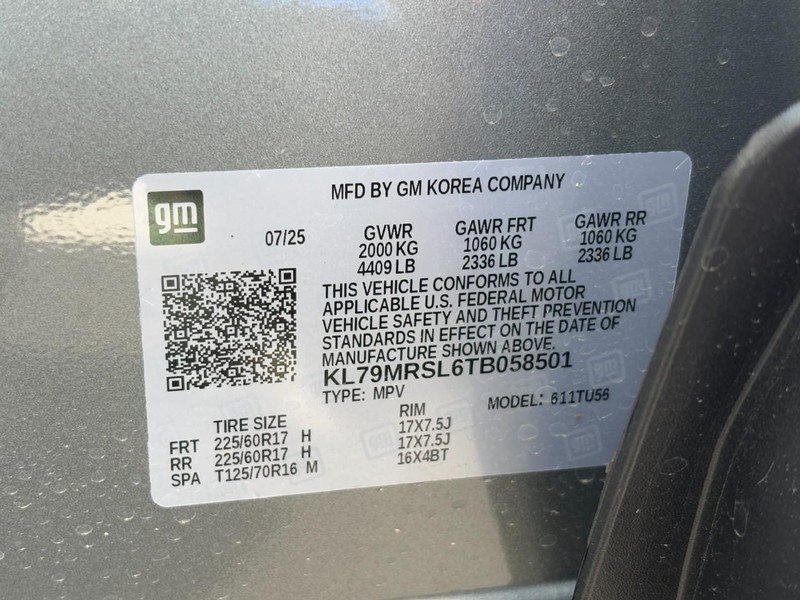 gm
MFD BY GM KOREA COMPANY
07/25
GVWR
2000 KG
4409 LB
GAWR FRT
1060 KG
2336 LB
GAWR RR
1060 KG
2336 LB
THIS VEHICLE CONFORMS TO ALL
APPLICABLE U.S. FEDERAL MOTOR
VEHICLE SAFETY AND THEFT PREVENTION
STANDARDS IN EFFECT ON THE DATE OF
MANUFACTURE SHOWN ABOVE.
KL79MRSL6TB058501
TYPE: MPV
MODEL: 611TU56
TIRE SIZE RIM
FRT 225/60R17 H 17X7.5J
RR 225/60R17 H 17X7.5J
SPA T125/70R16 M 16X4BT